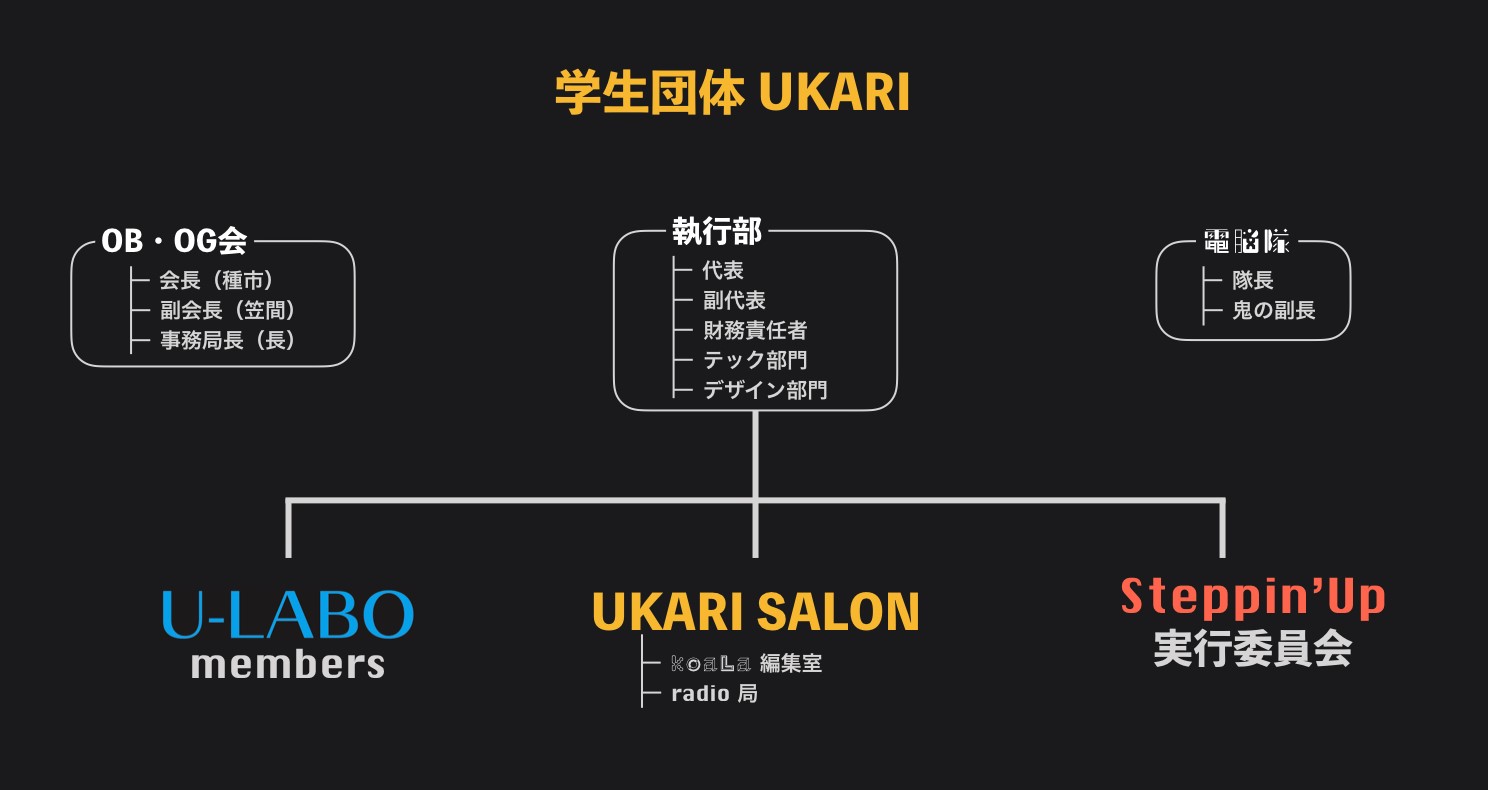 学生団体 UKARI
OB・OG会
会長（種市）
副会長（笠間）
事務局長（長）
執行部
代表
副代表
財務責任者
テック部門
デザイン部門
電脳隊
隊長
鬼の副長
U-LABO
members
UKARI SALON
koaLa 編集室
radio 局
Steppin’Up
実行委員会